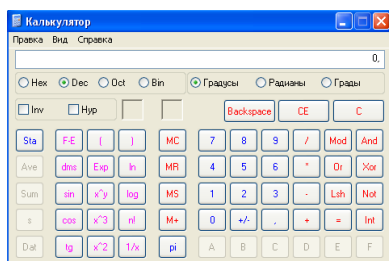 Калькулятор
Правка Вид Справка
0,
Hex Dec Oct Bin Градусы Радианы Грады
Inv Hyp Backspace CE C
Sta F-E ( ) MC 7 8 9 / Mod And
Ave dms Exp ln MR 4 5 6 * Or Xor
Sum sin x^y log MS 1 2 3 - Lsh Not
s cos x^3 n! M+ 0 +/- , + = Int
Dat tg x^2 1/x pi A B C D E F